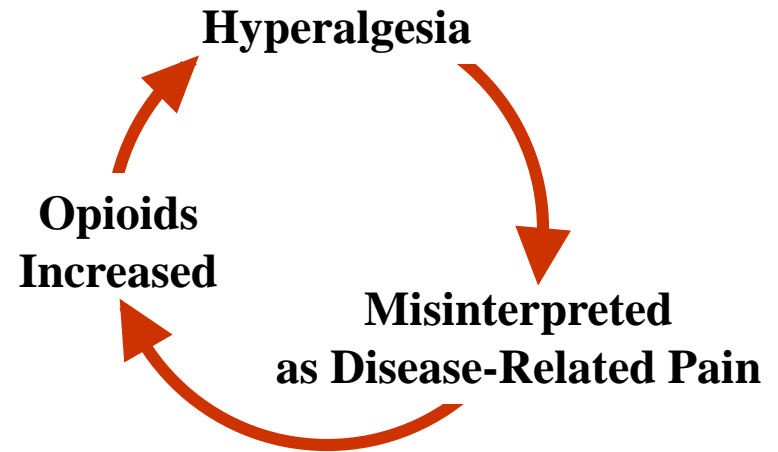 Hyperalgesia
Misinterpreted
as Disease-Related Pain
Opioids
Increased